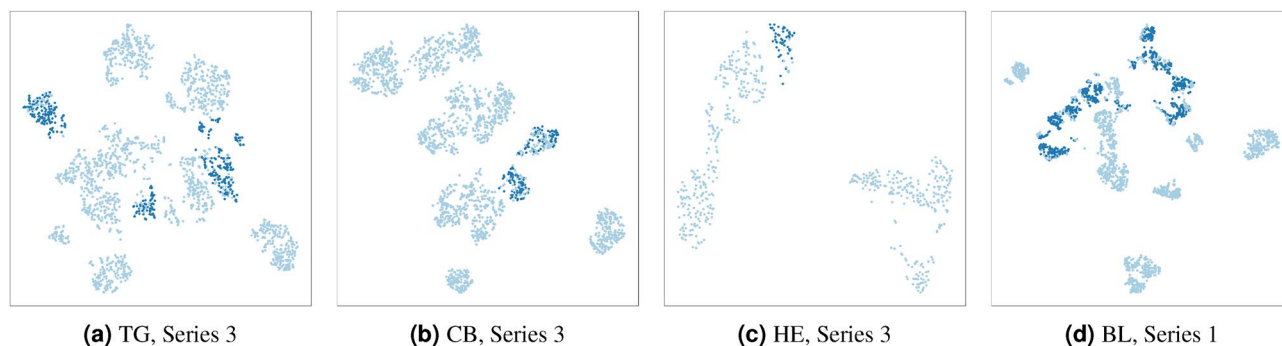 (a) TG, Series 3
(b) CB, Series 3
(c) HE, Series 3
(d) BL, Series 1